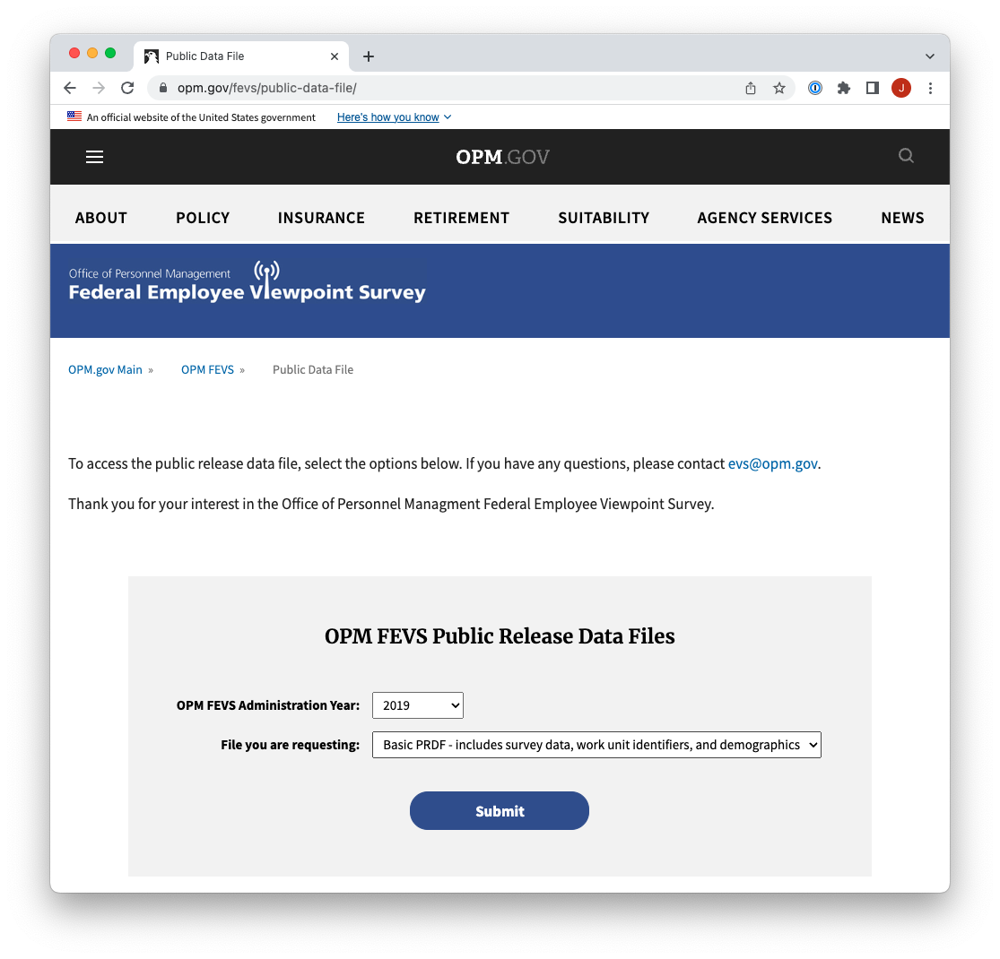 Public Data File
opm.gov/fevs/public-data-file/
J
An official website of the United States government Here's how you know
OPM.GOV
ABOUT POLICY INSURANCE RETIREMENT SUITABILITY AGENCY SERVICES NEWS
Office of Personnel Management
Federal Employee Viewpoint Survey
OPM.gov Main » OPM FEVS » Public Data File
To access the public release data file, select the options below. If you have any questions, please contact evs@opm.gov.
Thank you for your interest in the Office of Personnel Managment Federal Employee Viewpoint Survey.
OPM FEVS Public Release Data Files
OPM FEVS Administration Year: 2019
File you are requesting: Basic PRDF - includes survey data, work unit identifiers, and demographics
Submit